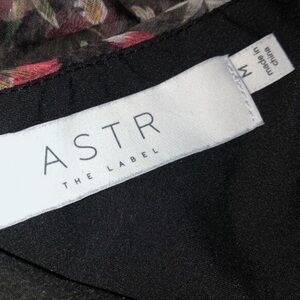 ASTR
THE LABEL
M
made in
china